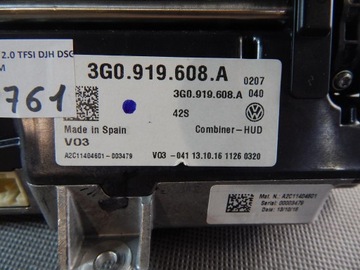 2.0 TFSI DJH DSG
M
761
3G0.919.608.A 0207
3G0.919.608.A 040
42S
Made in Spain Combiner-HUD
V03
A2C11404601-003479 V03-041 13.10.16 1126 0320
Mat. N.: A2C11404601
Serial: 00003479
Date: 13/10/16